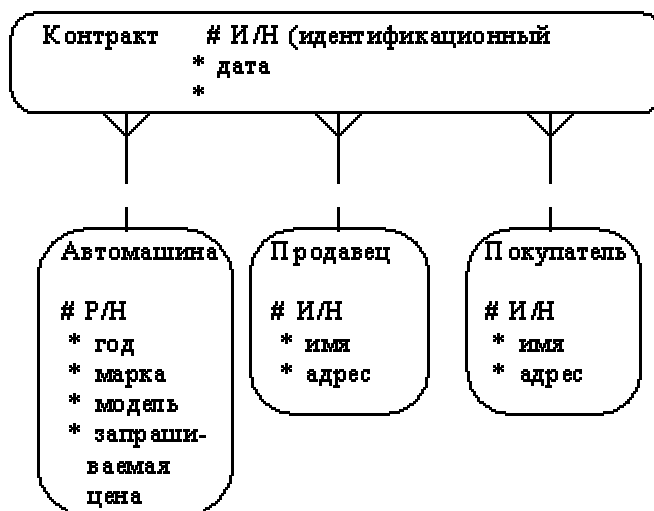 Контракт # И/Н (идентификационный
* дата
*
Автомашина
# Р/Н
* год
* марка
* модель
* запраши-
ваемая
цена
Продавец
# И/Н
* имя
* адрес
Покупатель
# И/Н
* имя
* адрес